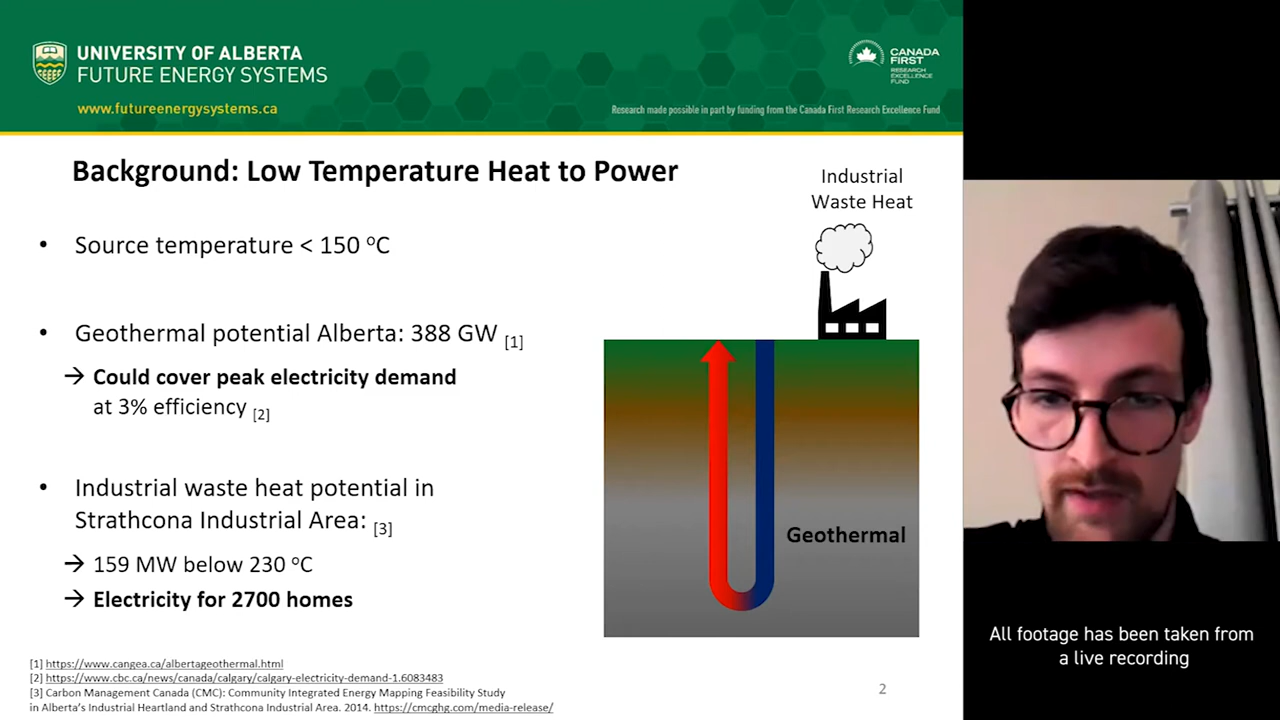 UNIVERSITY OF ALBERTA
FUTURE ENERGY SYSTEMS
www.futureenergysystems.ca
CANADA
FIRST
RESEARCH
EXCELLENCE
FUND
Research made possible in part by funding from the Canada First Research Excellence Fund
Background: Low Temperature Heat to Power
• Source temperature < 150 ºC
• Geothermal potential Alberta: 388 GW [1]
→ Could cover peak electricity demand
at 3% efficiency [2]
• Industrial waste heat potential in
Strathcona Industrial Area: [3]
→ 159 MW below 230 ºC
→ Electricity for 2700 homes
Industrial
Waste Heat
Geothermal
[1] https://www.cangea.ca/albertageothermal.html
[2] https://www.cbc.ca/news/canada/calgary/calgary-electricity-demand-1.6083483
[3] Carbon Management Canada (CMC): Community Integrated Energy Mapping Feasibility Study
in Alberta's Industrial Heartland and Strathcona Industrial Area. 2014. https://cmcghg.com/media-release/
2
All footage has been taken from
a live recording